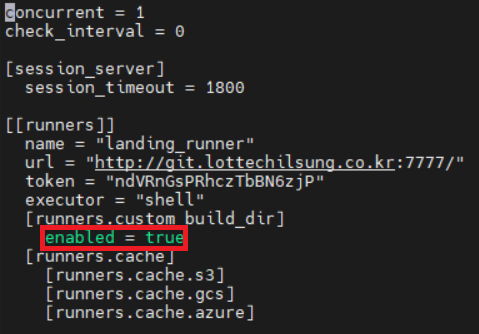 concurrent = 1
check_interval = 0
[session_server]
session_timeout = 1800
[[runners]]
name = "landing_runner"
url = "http://git.lottechilsung.co.kr:7777/"
token = "ndVRnGsPRhczTbBN6zjP"
executor = "shell"
[runners.custom_build_dir]
enabled = true
[runners.cache]
[runners.cache.s3]
[runners.cache.gcs]
[runners.cache.azure]